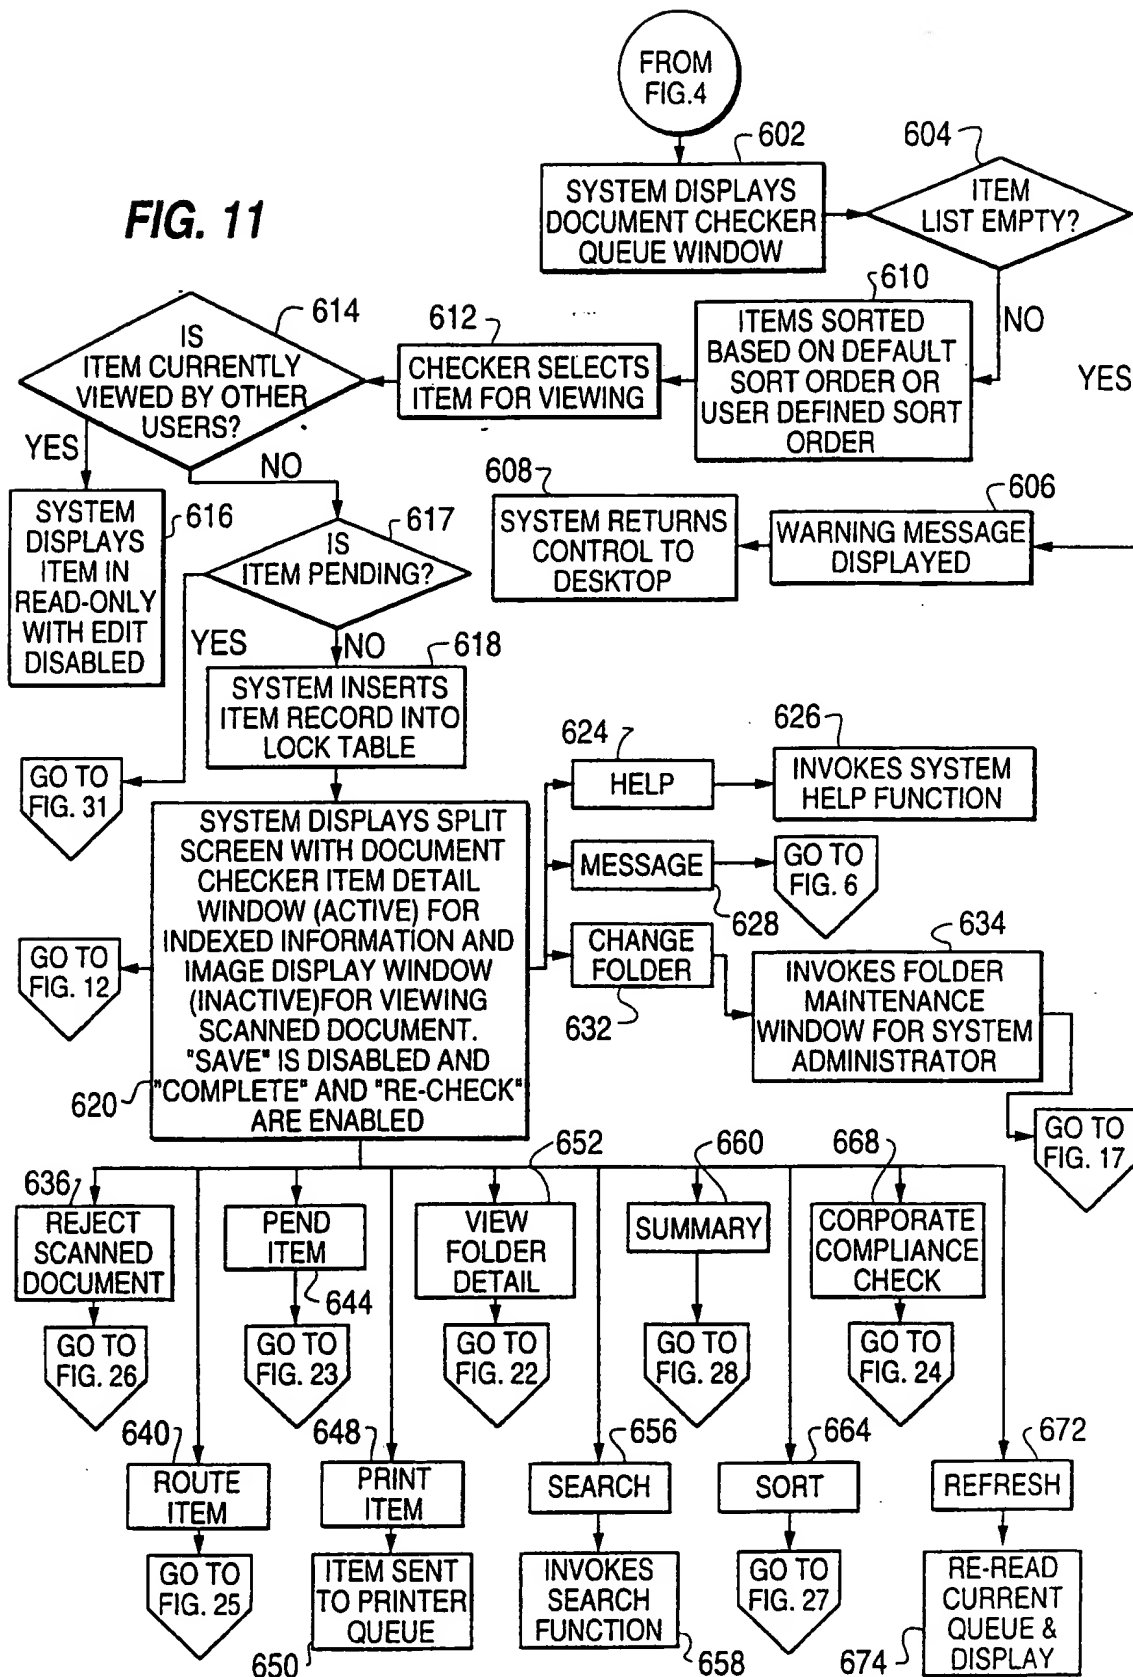 FROM
FIG.4
602
604
SYSTEM DISPLAYS
DOCUMENT CHECKER
QUEUE WINDOW
ITEM
LIST EMPTY?
FIG. 11
610
NO
YES
614
IS
ITEM CURRENTLY
VIEWED BY OTHER
USERS?
612
CHECKER SELECTS
ITEM FOR VIEWING
ITEMS SORTED
BASED ON DEFAULT
SORT ORDER OR
USER DEFINED SORT
ORDER
YES
NO
608
606
SYSTEM
DISPLAYS
ITEM IN
READ-ONLY
WITH EDIT
DISABLED
616
617
IS
ITEM PENDING?
SYSTEM RETURNS
CONTROL TO
DESKTOP
WARNING MESSAGE
DISPLAYED
YES
NO
618
SYSTEM INSERTS
ITEM RECORD INTO
LOCK TABLE
624
626
GO TO
FIG. 31
HELP
INVOKES SYSTEM
HELP FUNCTION
SYSTEM DISPLAYS SPLIT
SCREEN WITH DOCUMENT
CHECKER ITEM DETAIL
WINDOW (ACTIVE) FOR
INDEXED INFORMATION AND
IMAGE DISPLAY WINDOW
(INACTIVE)FOR VIEWING
SCANNED DOCUMENT.
"SAVE" IS DISABLED AND
"COMPLETE" AND "RE-CHECK"
ARE ENABLED
620
MESSAGE
628
GO TO
FIG. 6
GO TO
FIG. 12
CHANGE
FOLDER
632
634
INVOKES FOLDER
MAINTENANCE
WINDOW FOR SYSTEM
ADMINISTRATOR
GO TO
FIG. 17
636
652
660
668
REJECT
SCANNED
DOCUMENT
PEND
ITEM
644
VIEW
FOLDER
DETAIL
SUMMARY
CORPORATE
COMPLIANCE
CHECK
GO TO
FIG. 26
GO TO
FIG. 23
GO TO
FIG. 22
GO TO
FIG. 28
GO TO
FIG. 24
640
648
656
664
672
ROUTE
ITEM
PRINT
ITEM
SEARCH
SORT
REFRESH
GO TO
FIG. 25
ITEM SENT
TO PRINTER
QUEUE
650
INVOKES
SEARCH
FUNCTION
658
GO TO
FIG. 27
RE-READ
CURRENT
QUEUE &
DISPLAY
674